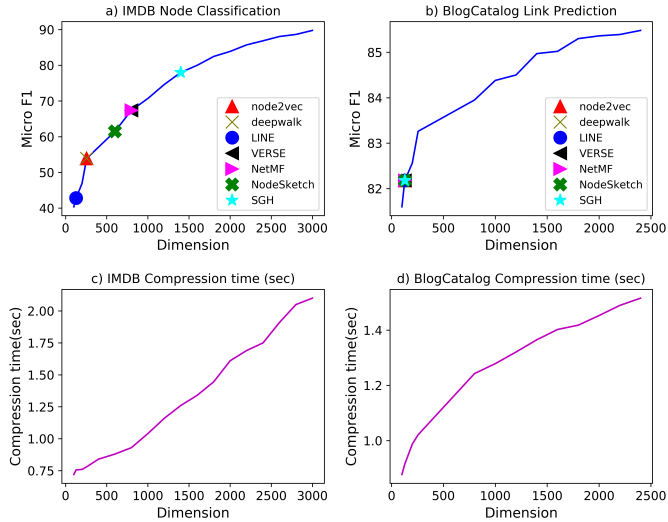 a) IMDB Node Classification
90
80
70
60
50
40
Micro F1
node2vec
deepwalk
LINE
VERSE
NetMF
NodeSketch
SGH
0 500 1000 1500 2000 2500 3000
Dimension
b) BlogCatalog Link Prediction
85
84
83
82
Micro F1
node2vec
deepwalk
LINE
VERSE
NetMF
NodeSketch
SGH
0 500 1000 1500 2000 2500
Dimension
c) IMDB Compression time (sec)
2.00
1.75
1.50
1.25
1.00
0.75
Compression time(sec)
0 500 1000 1500 2000 2500 3000
Dimension
d) BlogCatalog Compression time (sec)
1.4
1.2
1.0
Compression time(sec)
0 500 1000 1500 2000 2500
Dimension